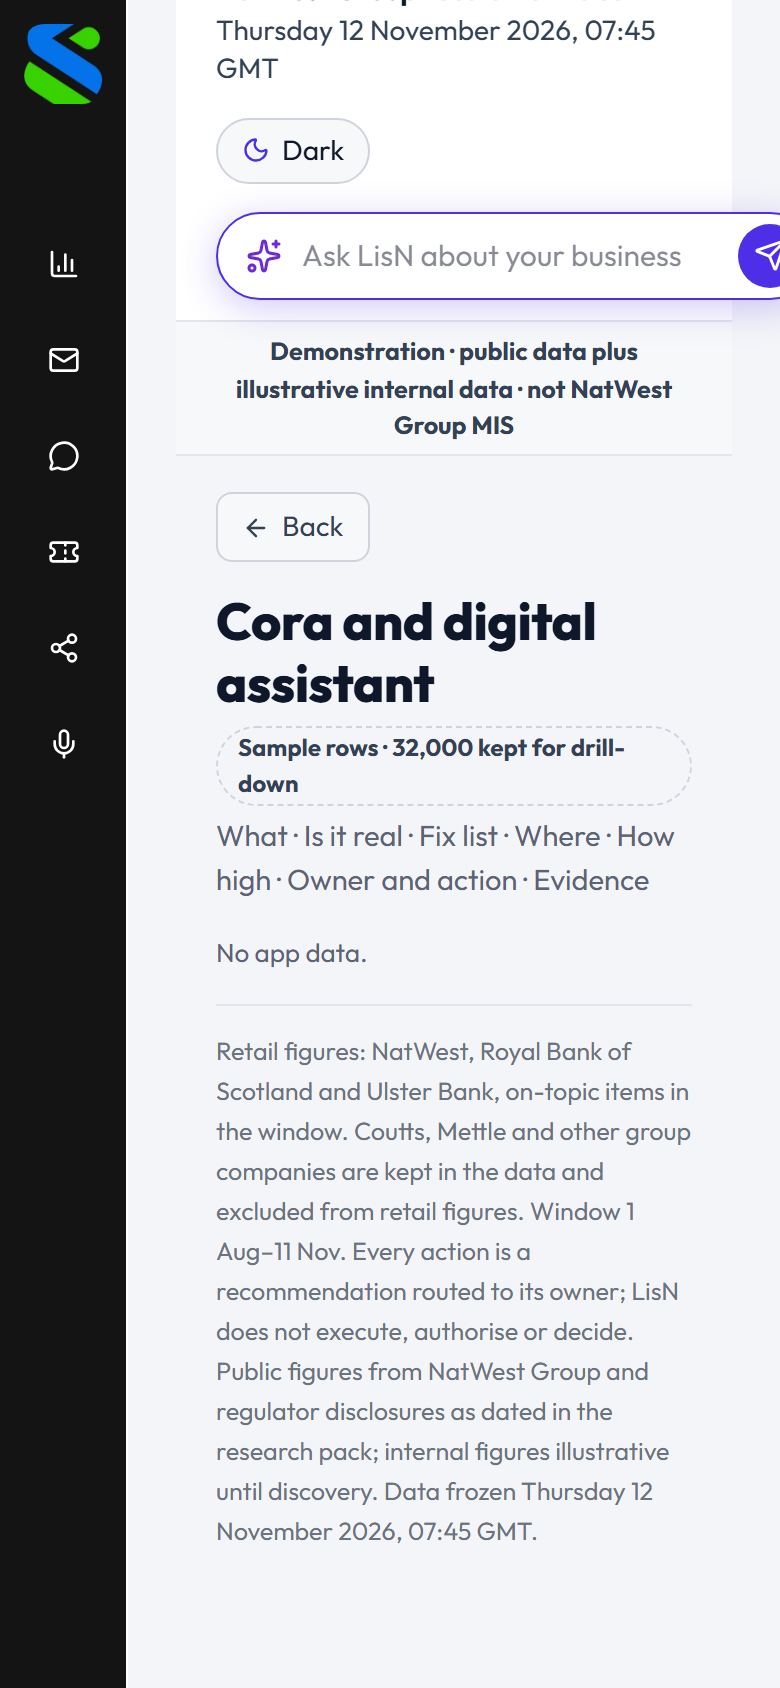 Thursday 12 November 2026, 07:45
GMT
Dark
Ask LisN about your business
Demonstration · public data plus
illustrative internal data · not NatWest
Group MIS
Back
Cora and digital
assistant
Sample rows · 32,000 kept for drill-
down
What · Is it real · Fix list · Where · How
high · Owner and action · Evidence
No app data.
Retail figures: NatWest, Royal Bank of
Scotland and Ulster Bank, on-topic items in
the window. Coutts, Mettle and other group
companies are kept in the data and
excluded from retail figures. Window 1
Aug–11 Nov. Every action is a
recommendation routed to its owner; LisN
does not execute, authorise or decide.
Public figures from NatWest Group and
regulator disclosures as dated in the
research pack; internal figures illustrative
until discovery. Data frozen Thursday 12
November 2026, 07:45 GMT.